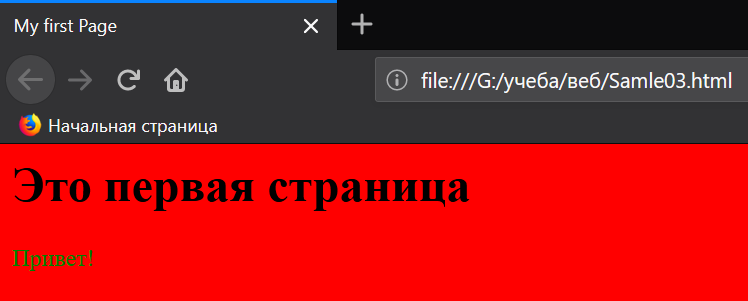 My first Page
file:///G:/учеба/веб/Samle03.html
Начальная страница
Это первая страница
Привет!